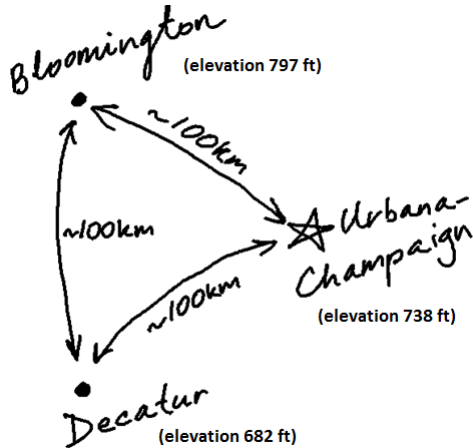 Bloomington
(elevation 797 ft)
~100km
~100km
Urbana-
Champaign
(elevation 738 ft)
~100km
Decatur
(elevation 682 ft)